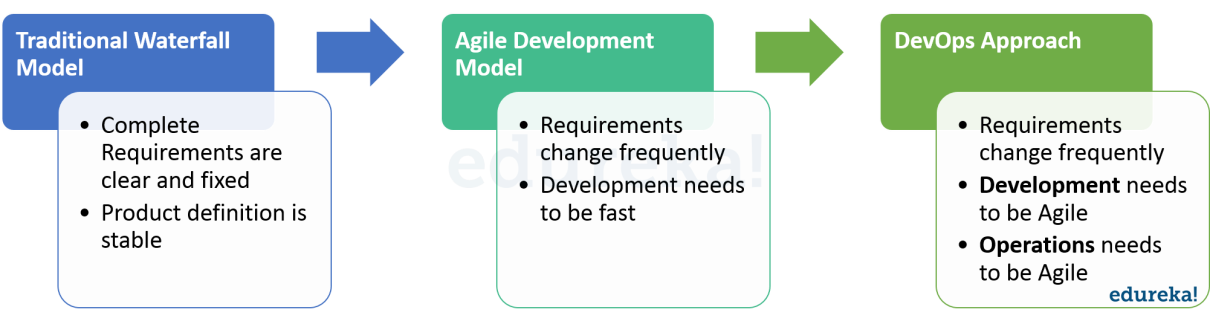 Traditional Waterfall
Model
• Complete
Requirements are
clear and fixed
• Product definition is
stable
Agile Development
Model
• Requirements
change frequently
• Development needs
to be fast
DevOps Approach
• Requirements
change frequently
• Development needs
to be Agile
• Operations needs
to be Agile
edureka!
edureka!